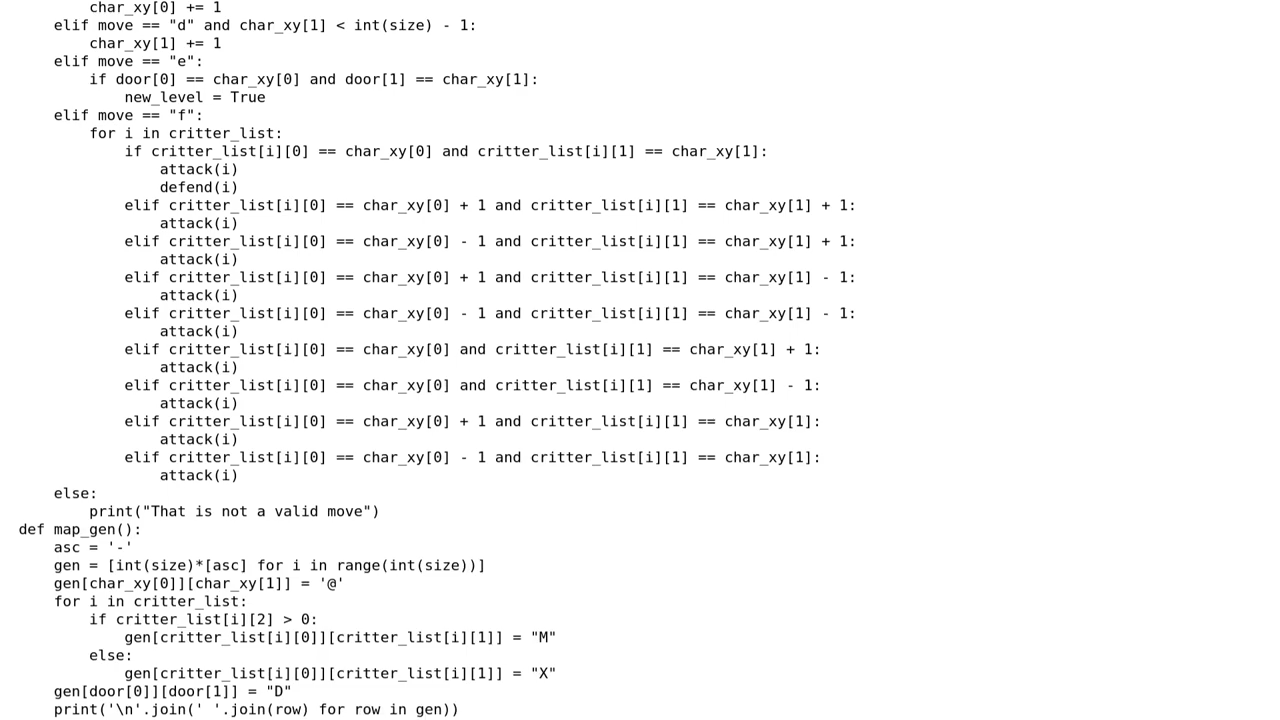 char_xy[0] += 1
    elif move == "d" and char_xy[1] < int(size) - 1:
        char_xy[1] += 1
    elif move == "e":
        if door[0] == char_xy[0] and door[1] == char_xy[1]:
            new_level = True
    elif move == "f":
        for i in critter_list:
            if critter_list[i][0] == char_xy[0] and critter_list[i][1] == char_xy[1]:
                attack(i)
                defend(i)
            elif critter_list[i][0] == char_xy[0] + 1 and critter_list[i][1] == char_xy[1] + 1:
                attack(i)
            elif critter_list[i][0] == char_xy[0] - 1 and critter_list[i][1] == char_xy[1] + 1:
                attack(i)
            elif critter_list[i][0] == char_xy[0] + 1 and critter_list[i][1] == char_xy[1] - 1:
                attack(i)
            elif critter_list[i][0] == char_xy[0] - 1 and critter_list[i][1] == char_xy[1] - 1:
                attack(i)
            elif critter_list[i][0] == char_xy[0] and critter_list[i][1] == char_xy[1] + 1:
                attack(i)
            elif critter_list[i][0] == char_xy[0] and critter_list[i][1] == char_xy[1] - 1:
                attack(i)
            elif critter_list[i][0] == char_xy[0] + 1 and critter_list[i][1] == char_xy[1]:
                attack(i)
            elif critter_list[i][0] == char_xy[0] - 1 and critter_list[i][1] == char_xy[1]:
                attack(i)
    else:
        print("That is not a valid move")
def map_gen():
    asc = '-'
    gen = [int(size)*[asc] for i in range(int(size))]
    gen[char_xy[0]][char_xy[1]] = '@'
    for i in critter_list:
        if critter_list[i][2] > 0:
            gen[critter_list[i][0]][critter_list[i][1]] = "M"
        else:
            gen[critter_list[i][0]][critter_list[i][1]] = "X"
    gen[door[0]][door[1]] = "D"
    print('\n'.join(' '.join(row) for row in gen))